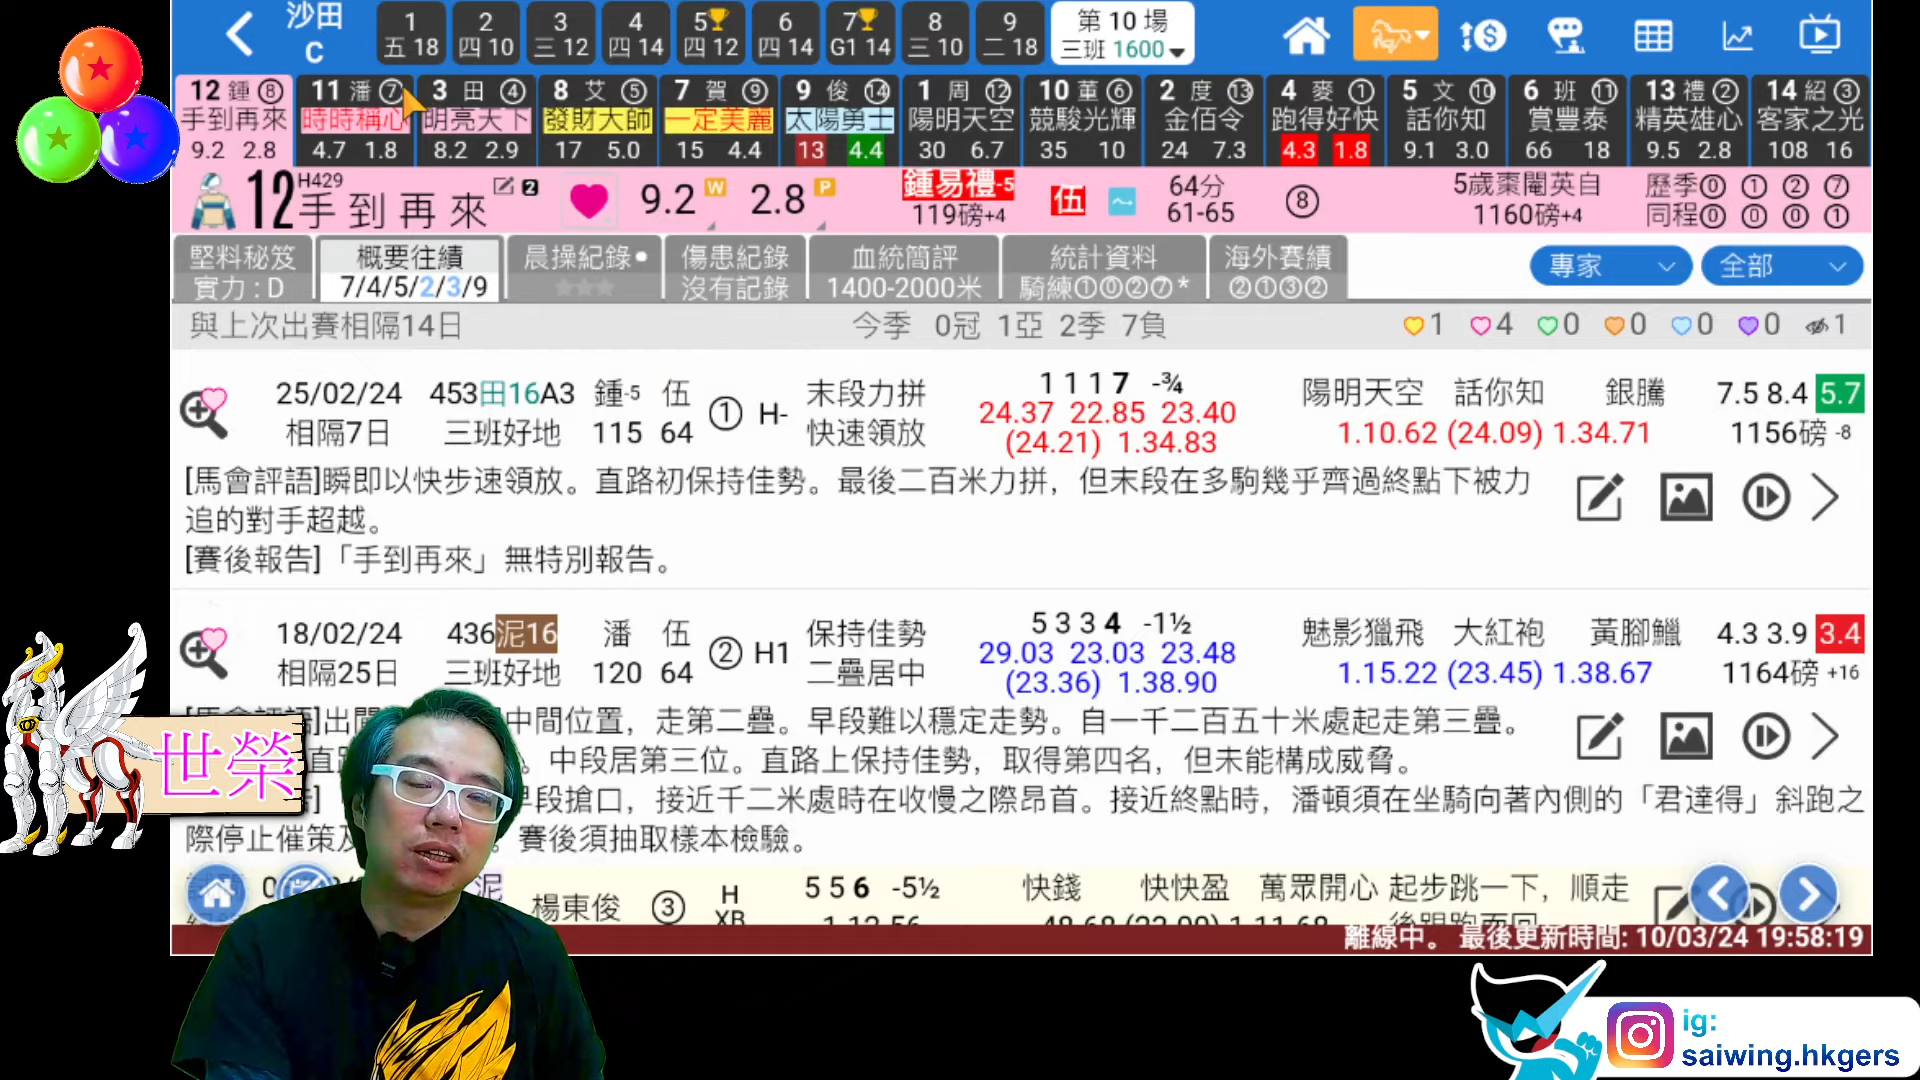 沙田
C
1
五 18
2
四 10
3
三 12
4
四 14
5
四 12
6
四 14
7
G1 14
8
三 10
9
二 18
第 10 場
三班 1600
12 鍾 ⑧
手到再來
9.2 2.8
11 潘 ⑦
時時稱心
4.7 1.8
3 田 ④
明亮天下
8.2 2.9
8 艾 ⑤
發財大師
17 5.0
7 賀 ⑨
一定美麗
15 4.4
9 俊 ⑭
太陽勇士
13 4.4
1 周 ⑫
陽明天空
30 6.7
10 董 ⑥
競駿光輝
35 10
2 度 ⑬
金佰令
24 7.3
4 麥 ①
跑得好快
4.3 1.8
5 文 ⑩
話你知
9.1 3.0
6 班 ⑪
賞豐泰
66 18
13 禮 ②
精英雄心
9.5 2.8
14 紹 ③
客家之光
108 16
12 H429
手到再來 2
9.2 W 2.8 P
鍾易禮-5
119磅+4
伍
64分
61-65
⑧
5歲棗閹英自
1160磅+4
歷季⓪ ① ② ⑦
同程⓪ ⓪ ⓪ ①
堅料秘笈
實力 : D
概要往績
7/4/5/2/3/9
晨操紀錄●
★★★
傷患紀錄
沒有記錄
血統簡評
1400-2000米
統計資料
騎練①⓪②⑦*
海外賽績
②①③②
專家
全部
與上次出賽相隔14日
今季 0冠 1亞 2季 7負
1 4 0 0 0 0 1
25/02/24 453田16A3 鍾-5 伍 ① H- 末段力拼 1 1 1 7 -¾ 陽明天空 話你知 銀騰 7.5 8.4 5.7
相隔7日 三班好地 115 64 快速領放 24.37 22.85 23.40 1.10.62 (24.09) 1.34.71 1156磅 -8
(24.21) 1.34.83
[馬會評語]瞬即以快步速領放。直路初保持佳勢。最後二百米力拼，但末段在多駒幾乎齊過終點下被力
追的對手超越。
[賽後報告]「手到再來」無特別報告。
18/02/24 436泥16 潘 伍 ② H1 保持佳勢 5 3 3 4 -1½ 魅影獵飛 大紅袍 黃腳鱲 4.3 3.9 3.4
相隔25日 三班好地 120 64 二疊居中 29.03 23.03 23.48 1.15.22 (23.45) 1.38.67 1164磅 +16
(23.36) 1.38.90
中間位置，走第二疊。早段難以穩定走勢。自一千二百五十米處起走第三疊。
中段居第三位。直路上保持佳勢，取得第四名，但未能構成威脅。
早段搶口，接近千二米處時在收慢之際昂首。接近終點時，潘頓須在坐騎向著內側的「君達得」斜跑之
際停止催策 賽後須抽取樣本檢驗。
泥 楊東俊 ③ H 5 5 6 -5½ 快錢 快快盈 萬眾開心 起步跳一下，順走
XB
離線中。 最後更新時間: 10/03/24 19:58:19
世榮
ig:
saiwing.hkgers